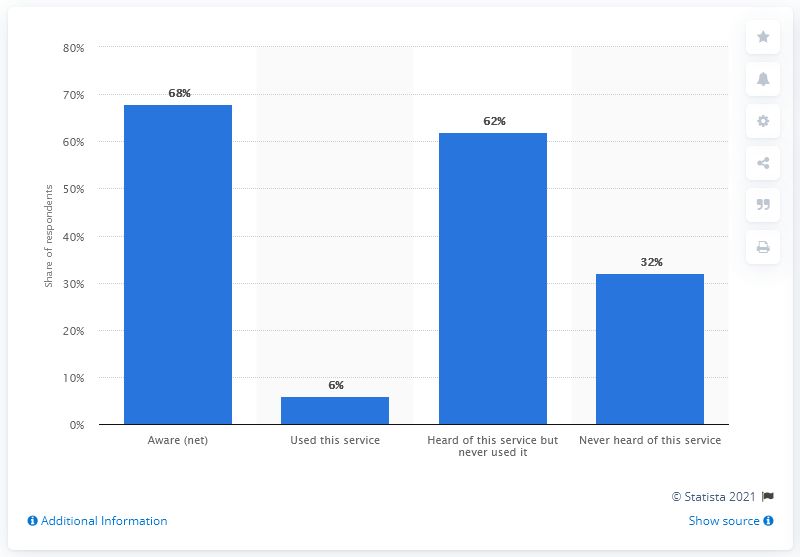 80%
70%
60%
50%
40%
30%
20%
10%
0%
Share of respondents
68%
6%
62%
32%
Aware (net)
Used this service
Heard of this service but
never used it
Never heard of this service
© Statista 2021
Additional Information
Show source